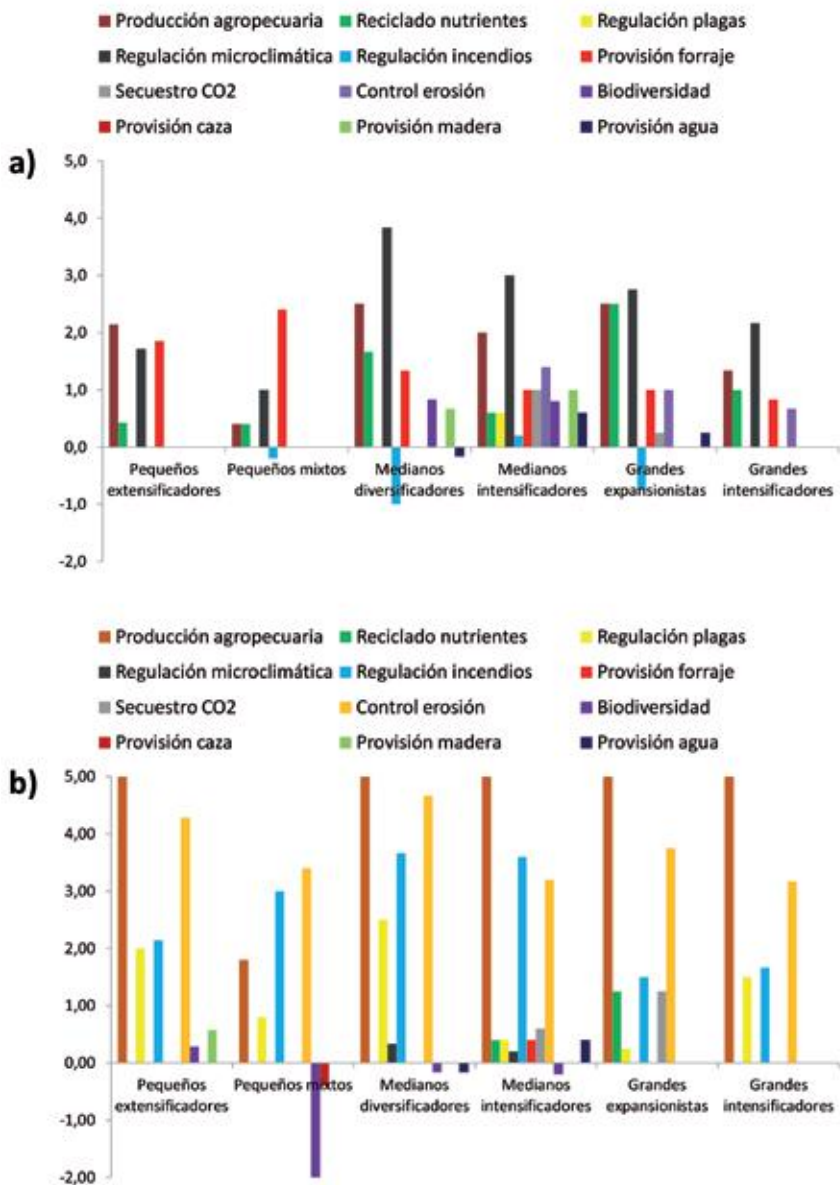 Producción agropecuaria Reciclado nutrientes Regulación plagas
Regulación microclimática Regulación incendios Provisión forraje
Secuestro CO2 Control erosión Biodiversidad
Provisión caza Provisión madera Provisión agua
a)
5,0
4,0
3,0
2,0
1,0
0,0
-1,0
-2,0
Pequeños extensificadores
Pequeños mixtos
Medianos diversificadores
Medianos intensificadores
Grandes expansionistas
Grandes intensificadores
Producción agropecuaria Reciclado nutrientes Regulación plagas
Regulación microclimática Regulación incendios Provisión forraje
Secuestro CO2 Control erosión Biodiversidad
Provisión caza Provisión madera Provisión agua
b)
5,00
4,00
3,00
2,00
1,00
0,00
-1,00
-2,00
Pequeños extensificadores
Pequeños mixtos
Medianos diversificadores
Medianos intensificadores
Grandes expansionistas
Grandes intensificadores